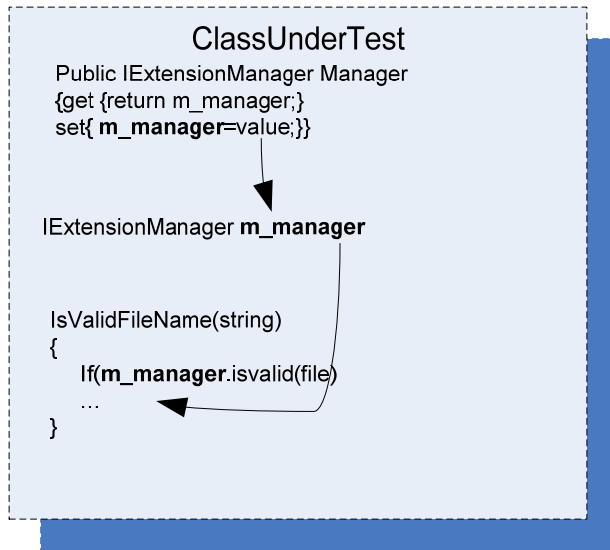 ClassUnderTest
Public IExtensionManager Manager
{get {return m_manager;}
set{ m_manager=value;}}
IExtensionManager m_manager
IsValidFileName(string)
{
If(m_manager.isvalid(file)
...
}